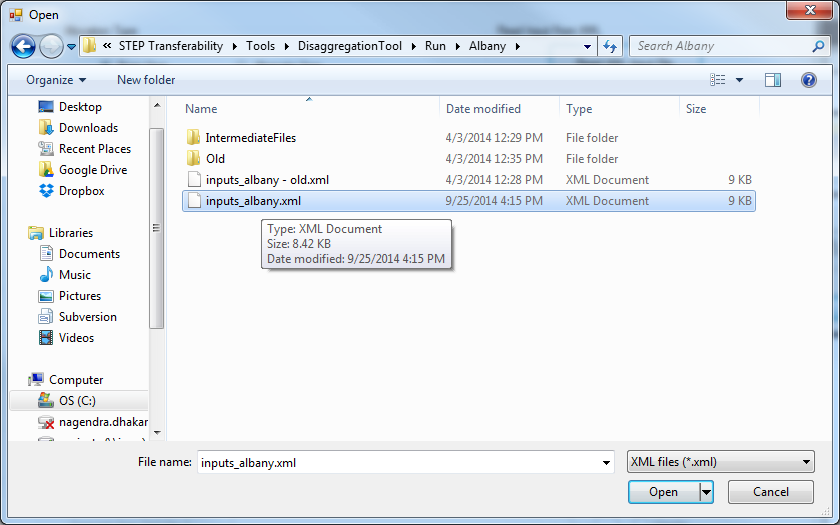 Open
« STEP Transferability Tools DisaggregationTool Run Albany
Search Albany
Organize New folder
Name Date modified Type Size
Desktop
Downloads
Recent Places
Google Drive
Dropbox
Libraries
Documents
Music
Pictures
Subversion
Videos
Computer
OS (C:)
nagendra.dhakar
IntermediateFiles 4/3/2014 12:29 PM File folder
Old 4/3/2014 12:35 PM File folder
inputs_albany - old.xml 4/3/2014 12:28 PM XML Document 9 KB
inputs_albany.xml 9/25/2014 4:15 PM XML Document 9 KB
Type: XML Document
Size: 8.42 KB
Date modified: 9/25/2014 4:15 PM
File name: inputs_albany.xml XML files (*.xml)
Open Cancel